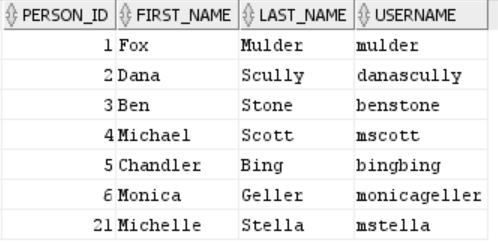 PERSON_ID FIRST_NAME LAST_NAME USERNAME
1 Fox Mulder mulder
2 Dana Scully danascully
3 Ben Stone benstone
4 Michael Scott mscott
5 Chandler Bing bingbing
6 Monica Geller monicageller
21 Michelle Stella mstella